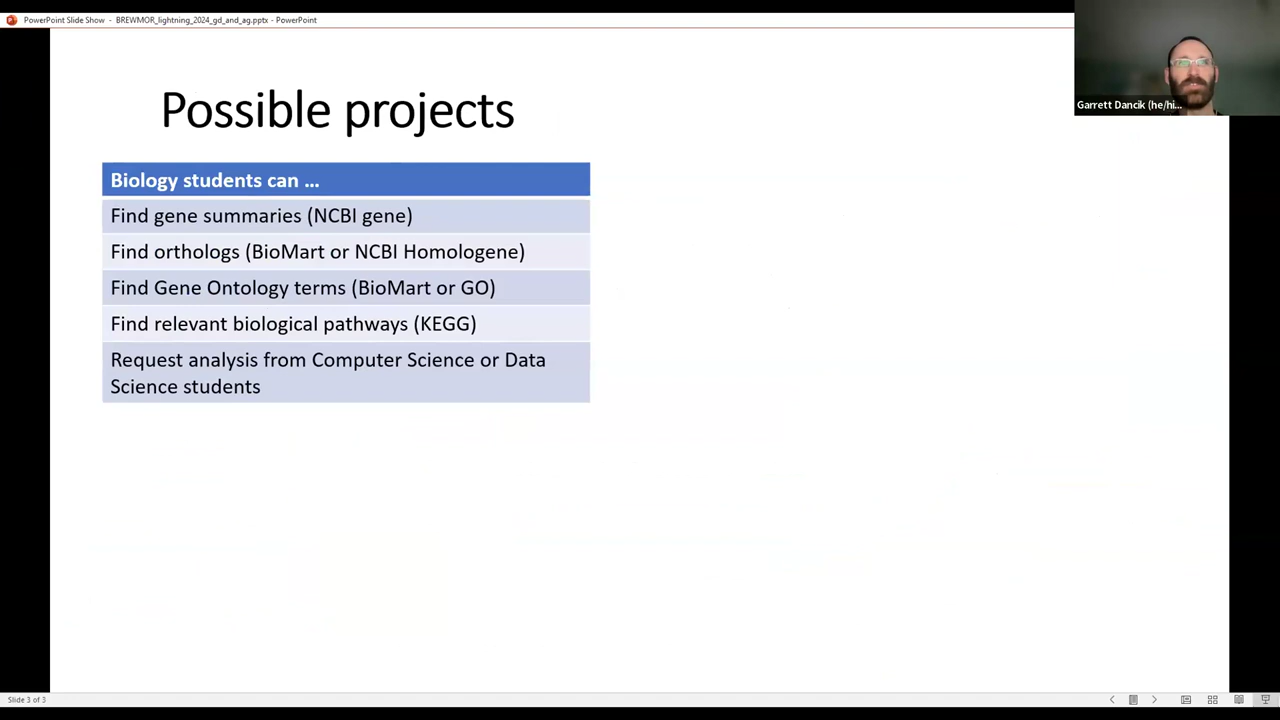 PowerPoint Slide Show - BREWMOR_lightning_2024_gd_and_ag.pptx - PowerPoint
Garrett Dancik (he/hi...
Possible projects
Biology students can ...
Find gene summaries (NCBI gene)
Find orthologs (BioMart or NCBI Homologene)
Find Gene Ontology terms (BioMart or GO)
Find relevant biological pathways (KEGG)
Request analysis from Computer Science or Data
Science students
Slide 3 of 3